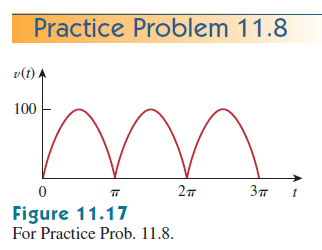 Practice Problem 11.8
v(t)
100
0 π 2π 3π t
Figure 11.17
For Practice Prob. 11.8.